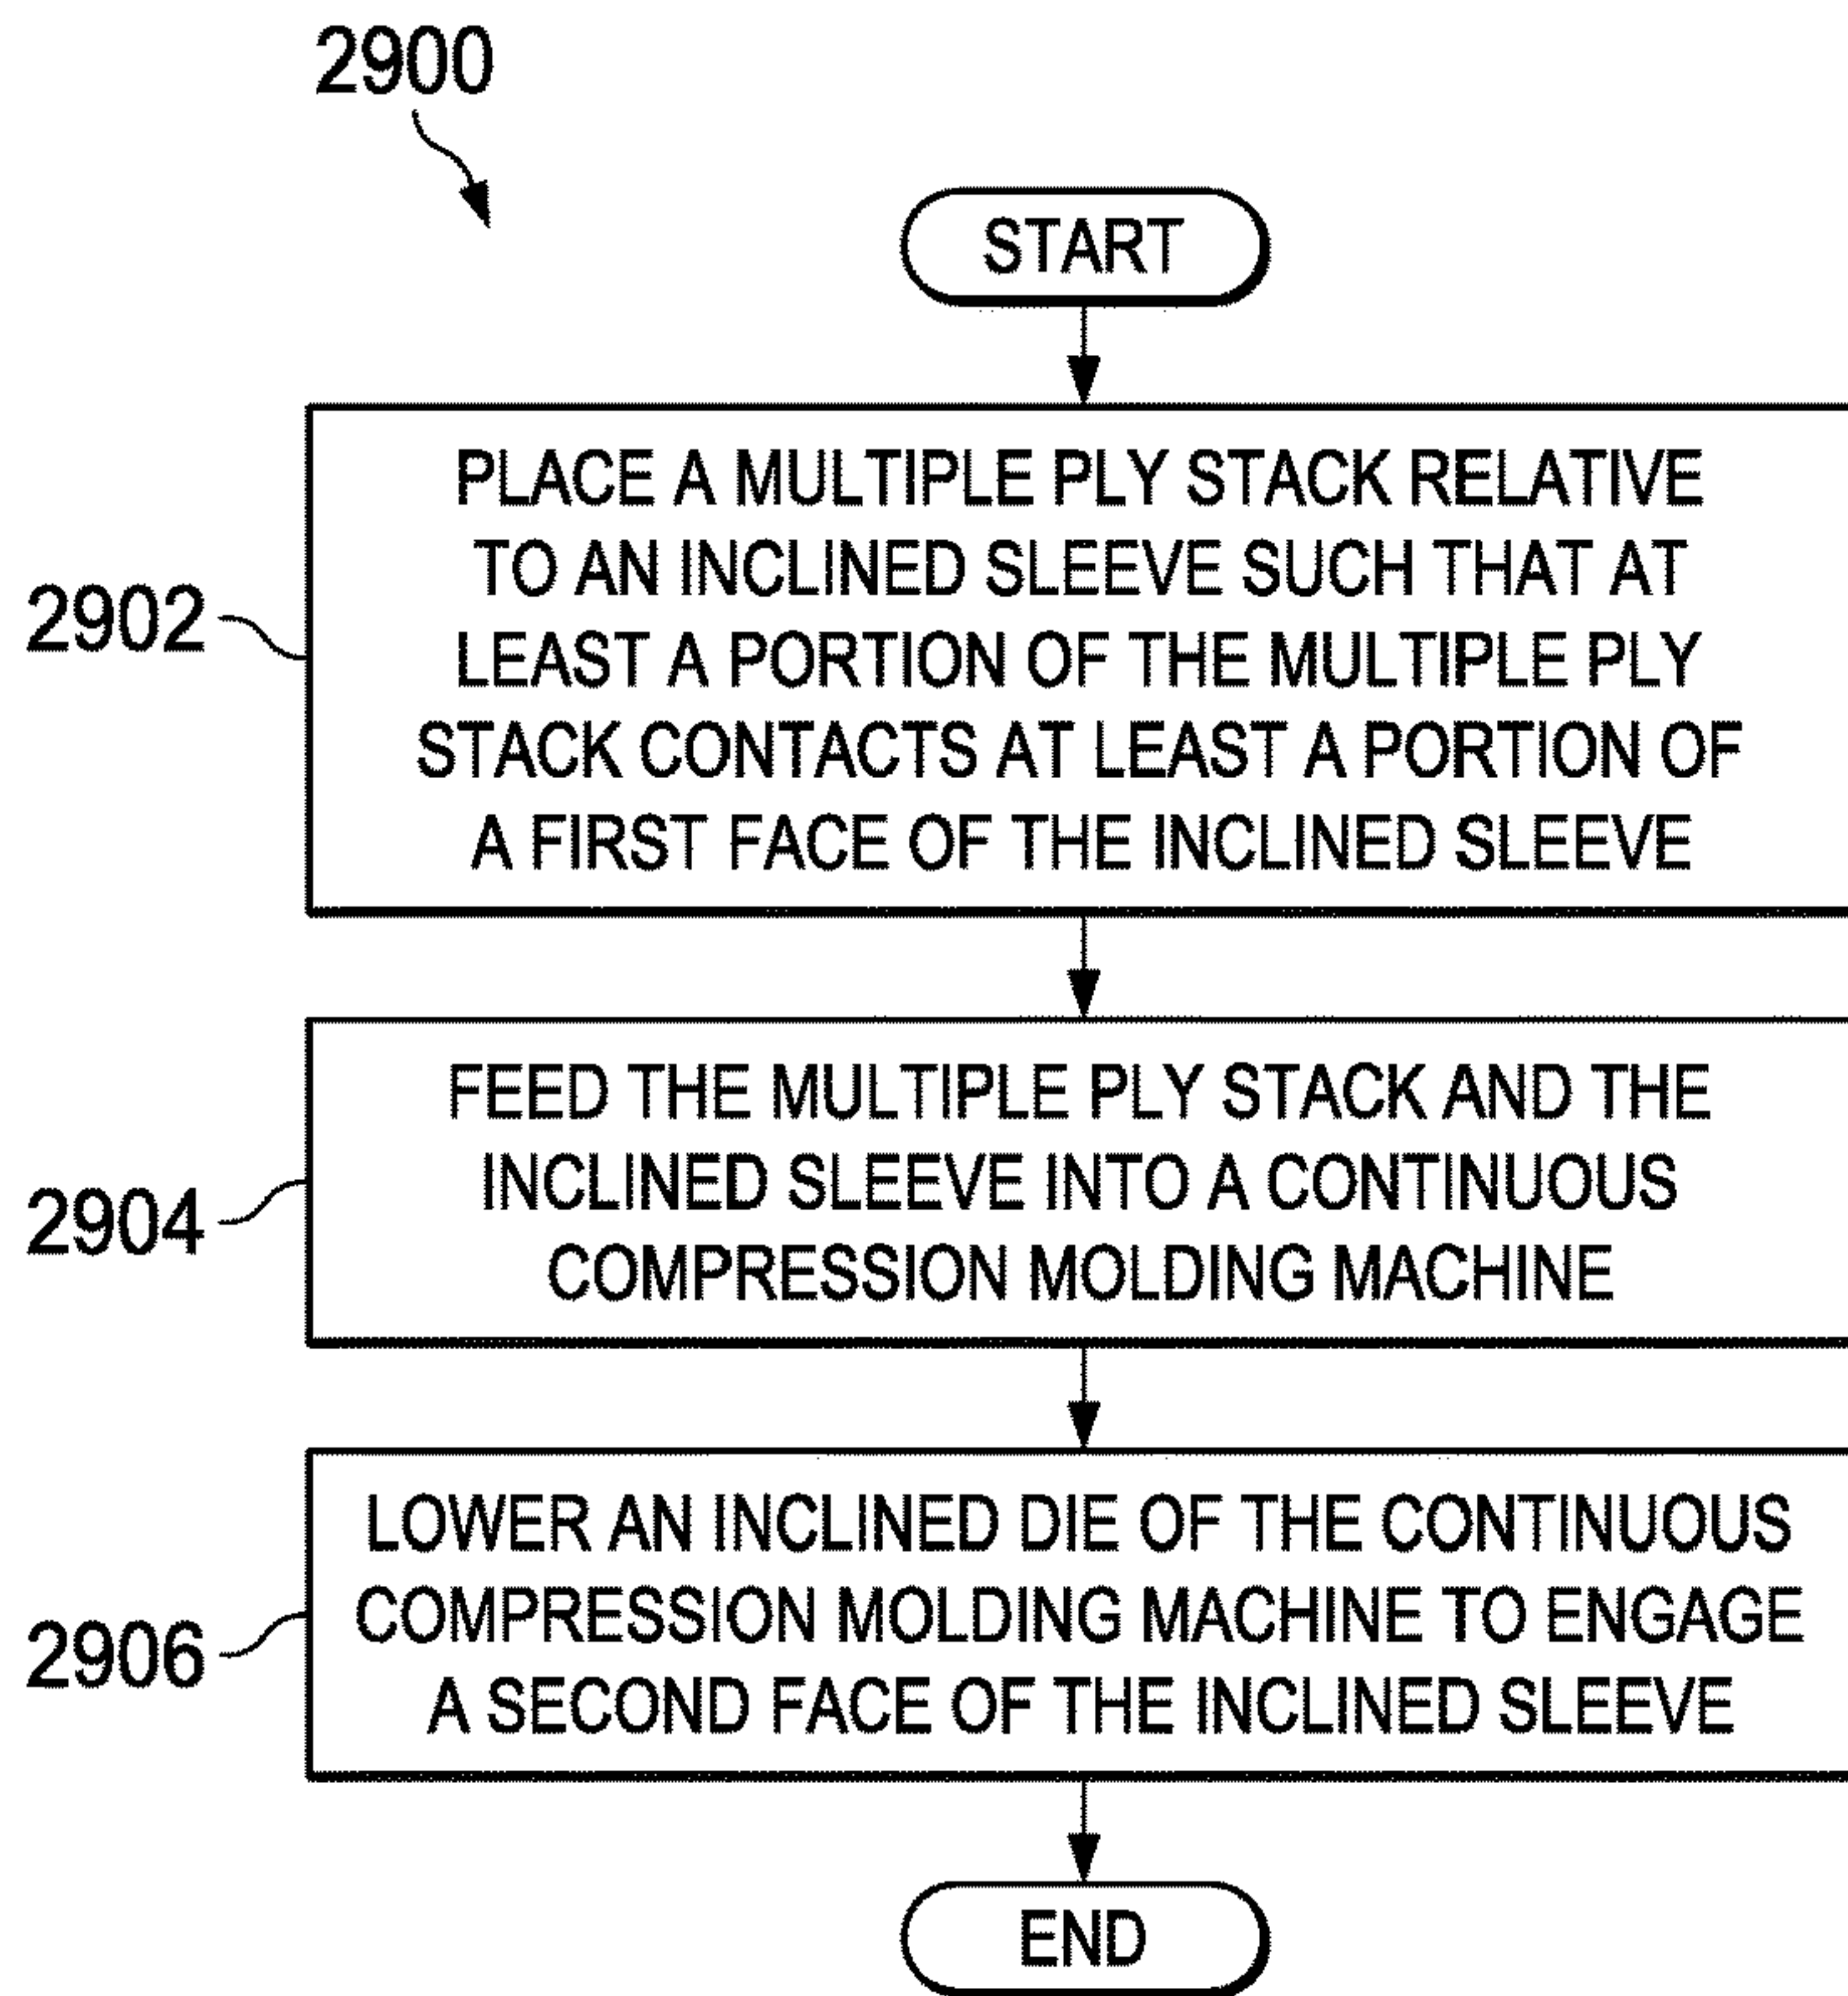 2900
START
PLACE A MULTIPLE PLY STACK RELATIVE
TO AN INCLINED SLEEVE SUCH THAT AT
LEAST A PORTION OF THE MULTIPLE PLY
STACK CONTACTS AT LEAST A PORTION OF
A FIRST FACE OF THE INCLINED SLEEVE
2902
FEED THE MULTIPLE PLY STACK AND THE
INCLINED SLEEVE INTO A CONTINUOUS
COMPRESSION MOLDING MACHINE
2904
LOWER AN INCLINED DIE OF THE CONTINUOUS
COMPRESSION MOLDING MACHINE TO ENGAGE
A SECOND FACE OF THE INCLINED SLEEVE
2906
END